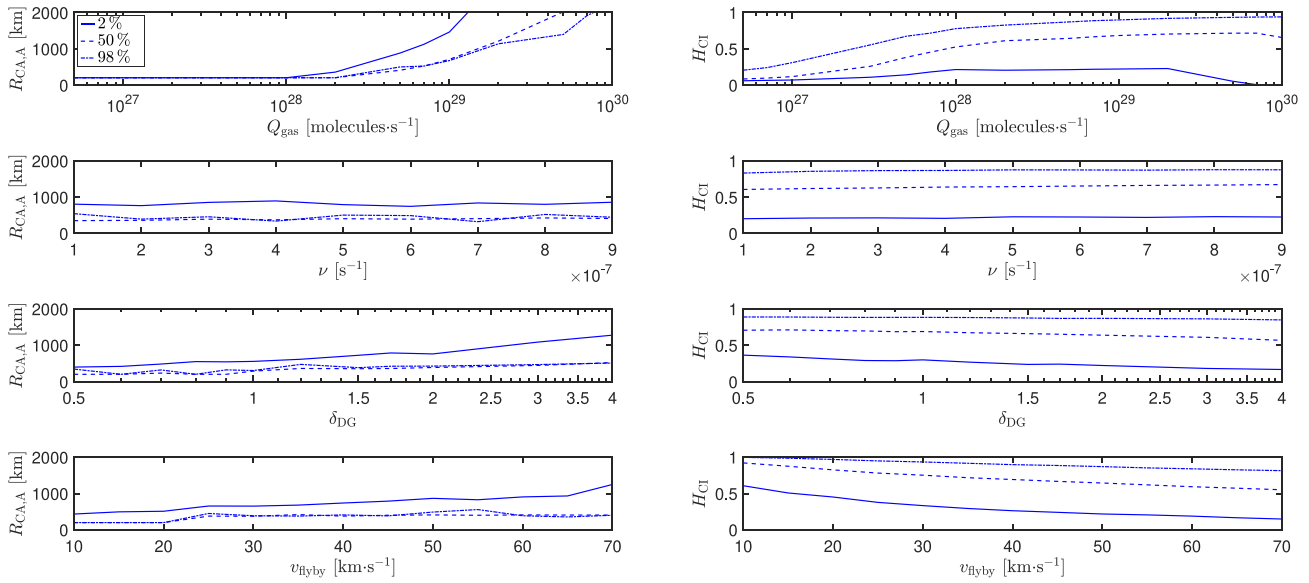 R_CA,A [km]
2000
1000
0
2 %
50 %
98 %
10^27 10^28 10^29 10^30
Q_gas [molecules·s^−1]
H_CI
1
0.5
0
10^27 10^28 10^29 10^30
Q_gas [molecules·s^−1]
R_CA,A [km]
2000
1000
0
1 2 3 4 5 6 7 8 9
ν [s^−1]
×10^-7
H_CI
1
0.5
0
1 2 3 4 5 6 7 8 9
ν [s^−1]
×10^-7
R_CA,A [km]
2000
1000
0
0.5 1 1.5 2 2.5 3 3.5 4
δ_DG
H_CI
1
0.5
0
0.5 1 1.5 2 2.5 3 3.5 4
δ_DG
R_CA,A [km]
2000
1000
0
10 20 30 40 50 60 70
v_flyby [km·s^−1]
H_CI
1
0.5
0
10 20 30 40 50 60 70
v_flyby [km·s^−1]